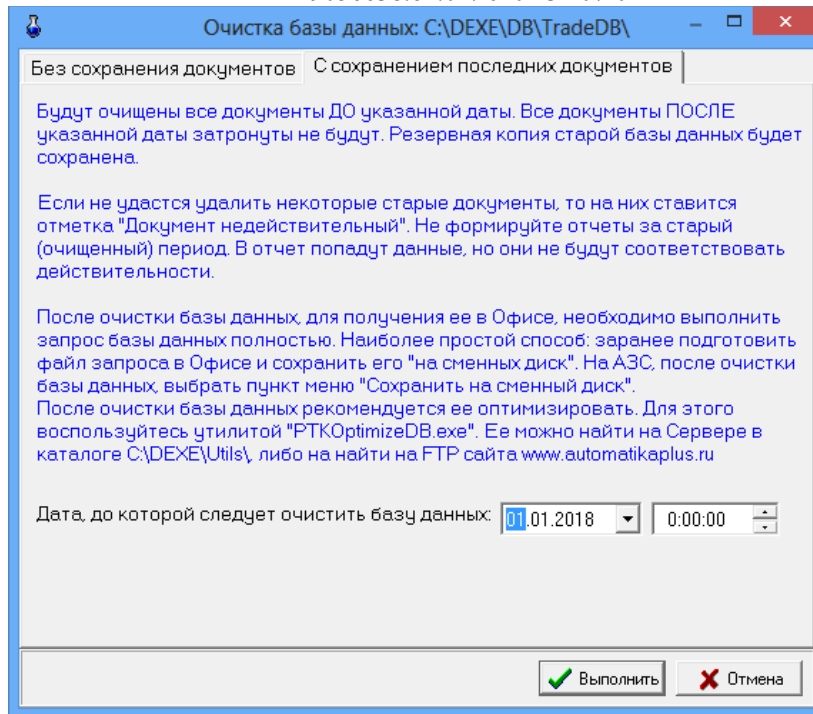 Очистка базы данных: C:\DEXE\DB\TradeDB\
Без сохранения документов С сохранением последних документов
Будут очищены все документы ДО указанной даты. Все документы ПОСЛЕ
указанной даты затронуты не будут. Резервная копия старой базы данных будет
сохранена.
Если не удастся удалить некоторые старые документы, то на них ставится
отметка "Документ недействительный". Не формируйте отчеты за старый
(очищенный) период. В отчет попадут данные, но они не будут соответствовать
действительности.
После очистки базы данных, для получения ее в Офисе, необходимо выполнить
запрос базы данных полностью. Наиболее простой способ: заранее подготовить
файл запроса в Офисе и сохранить его "на сменных диск". На АЗС, после очистки
базы данных, выбрать пункт меню "Сохранить на сменный диск".
После очистки базы данных рекомендуется ее оптимизировать. Для этого
воспользуйтесь утилитой "PTKOptimizeDB.exe". Ее можно найти на Сервере в
каталоге C:\DEXE\Utils\, либо на найти на FTP сайта www.automatikaplus.ru
Дата, до которой следует очистить базу данных: 01.01.2018 0:00:00
Выполнить Отмена